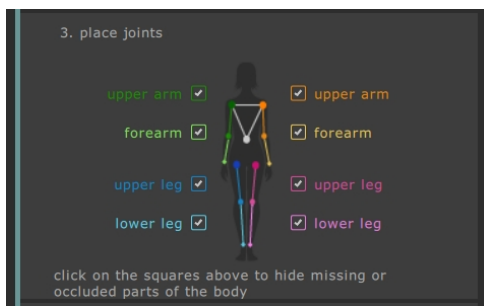 3. place joints
upper arm upper arm
forearm forearm
upper leg upper leg
lower leg lower leg
click on the squares above to hide missing or
occluded parts of the body